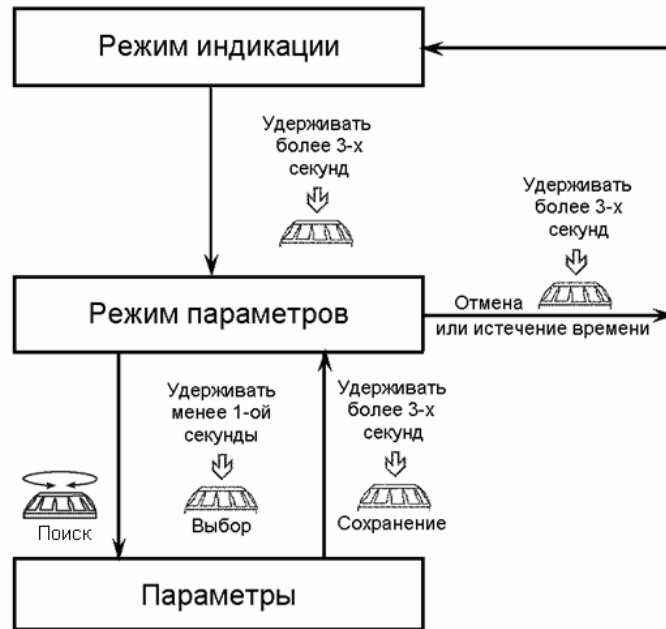 Режим индикации
Удерживать
более 3-х
секунд
Удерживать
более 3-х
секунд
Режим параметров
Отмена
или истечение времени
Удерживать
менее 1-ой
секунды
Удерживать
более 3-х
секунд
Поиск
Выбор
Сохранение
Параметры